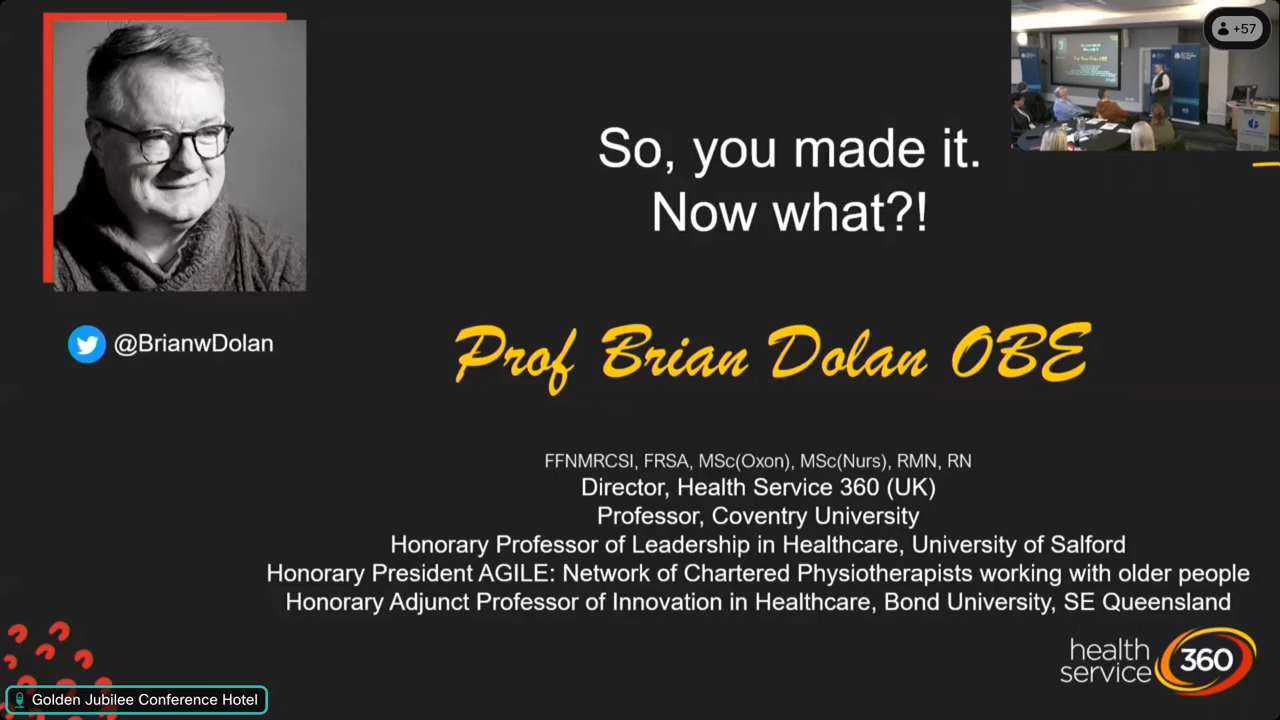 +57
So, you made it.
Now what?!
@BrianwDolan
Prof Brian Dolan OBE
FFNMRCSI, FRSA, MSc(Oxon), MSc(Nurs), RMN, RN
Director, Health Service 360 (UK)
Professor, Coventry University
Honorary Professor of Leadership in Healthcare, University of Salford
Honorary President AGILE: Network of Chartered Physiotherapists working with older people
Honorary Adjunct Professor of Innovation in Healthcare, Bond University, SE Queensland
health
service 360
Golden Jubilee Conference Hotel